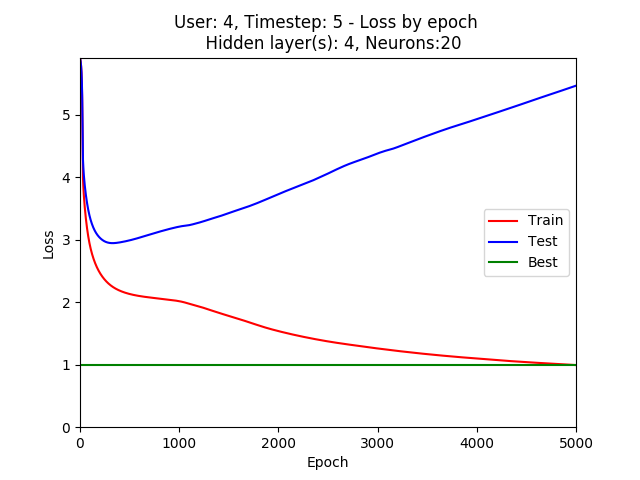 User: 4, Timestep: 5 - Loss by epoch
Hidden layer(s): 4, Neurons:20
Loss
5
4
3
2
1
0
Train
Test
Best
0 1000 2000 3000 4000 5000
Epoch